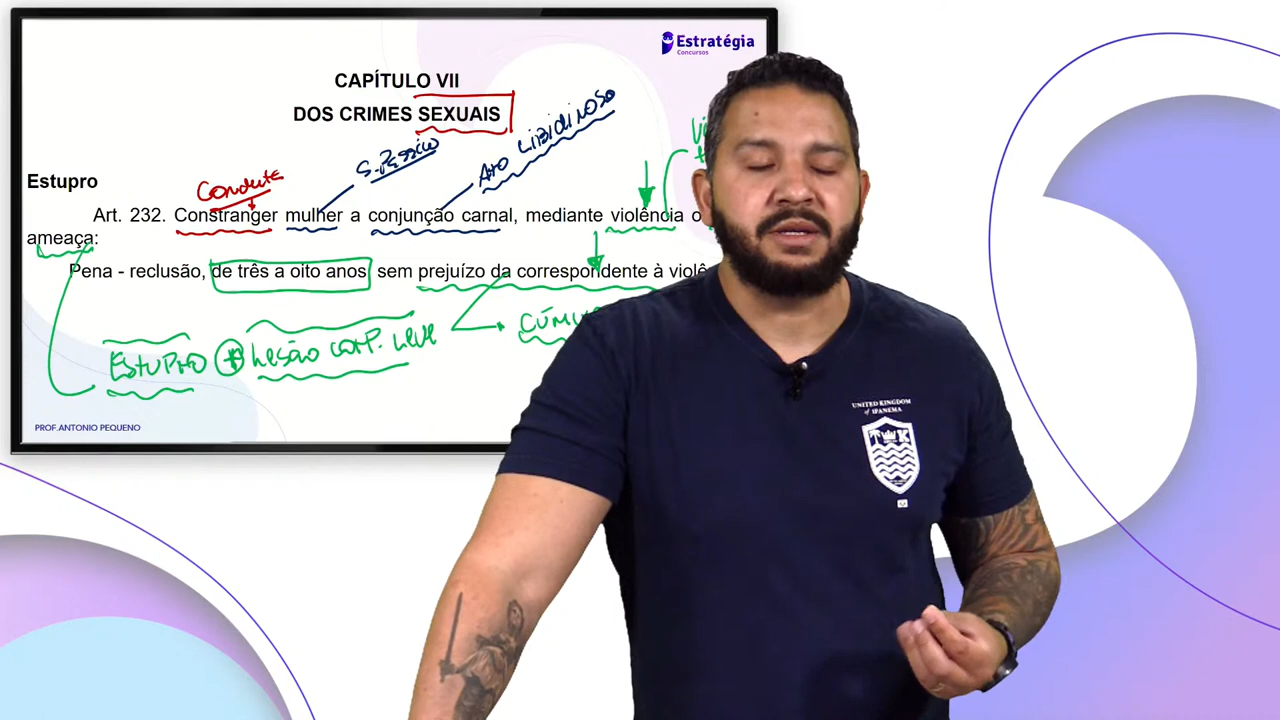 Estratégia
Concursos
CAPÍTULO VII
DOS CRIMES SEXUAIS
Ato Libidinoso
S. Passivo
Estupro
Conduta
Art. 232. Constranger mulher a conjunção carnal, mediante violência o
ameaça:
Pena - reclusão, de três a oito anos, sem prejuízo da correspondente à violê
ESTUPRO + Lesão corp. leve
PROF.ANTONIO PEQUENO
UNITED KINGDOM
of IPANEMA